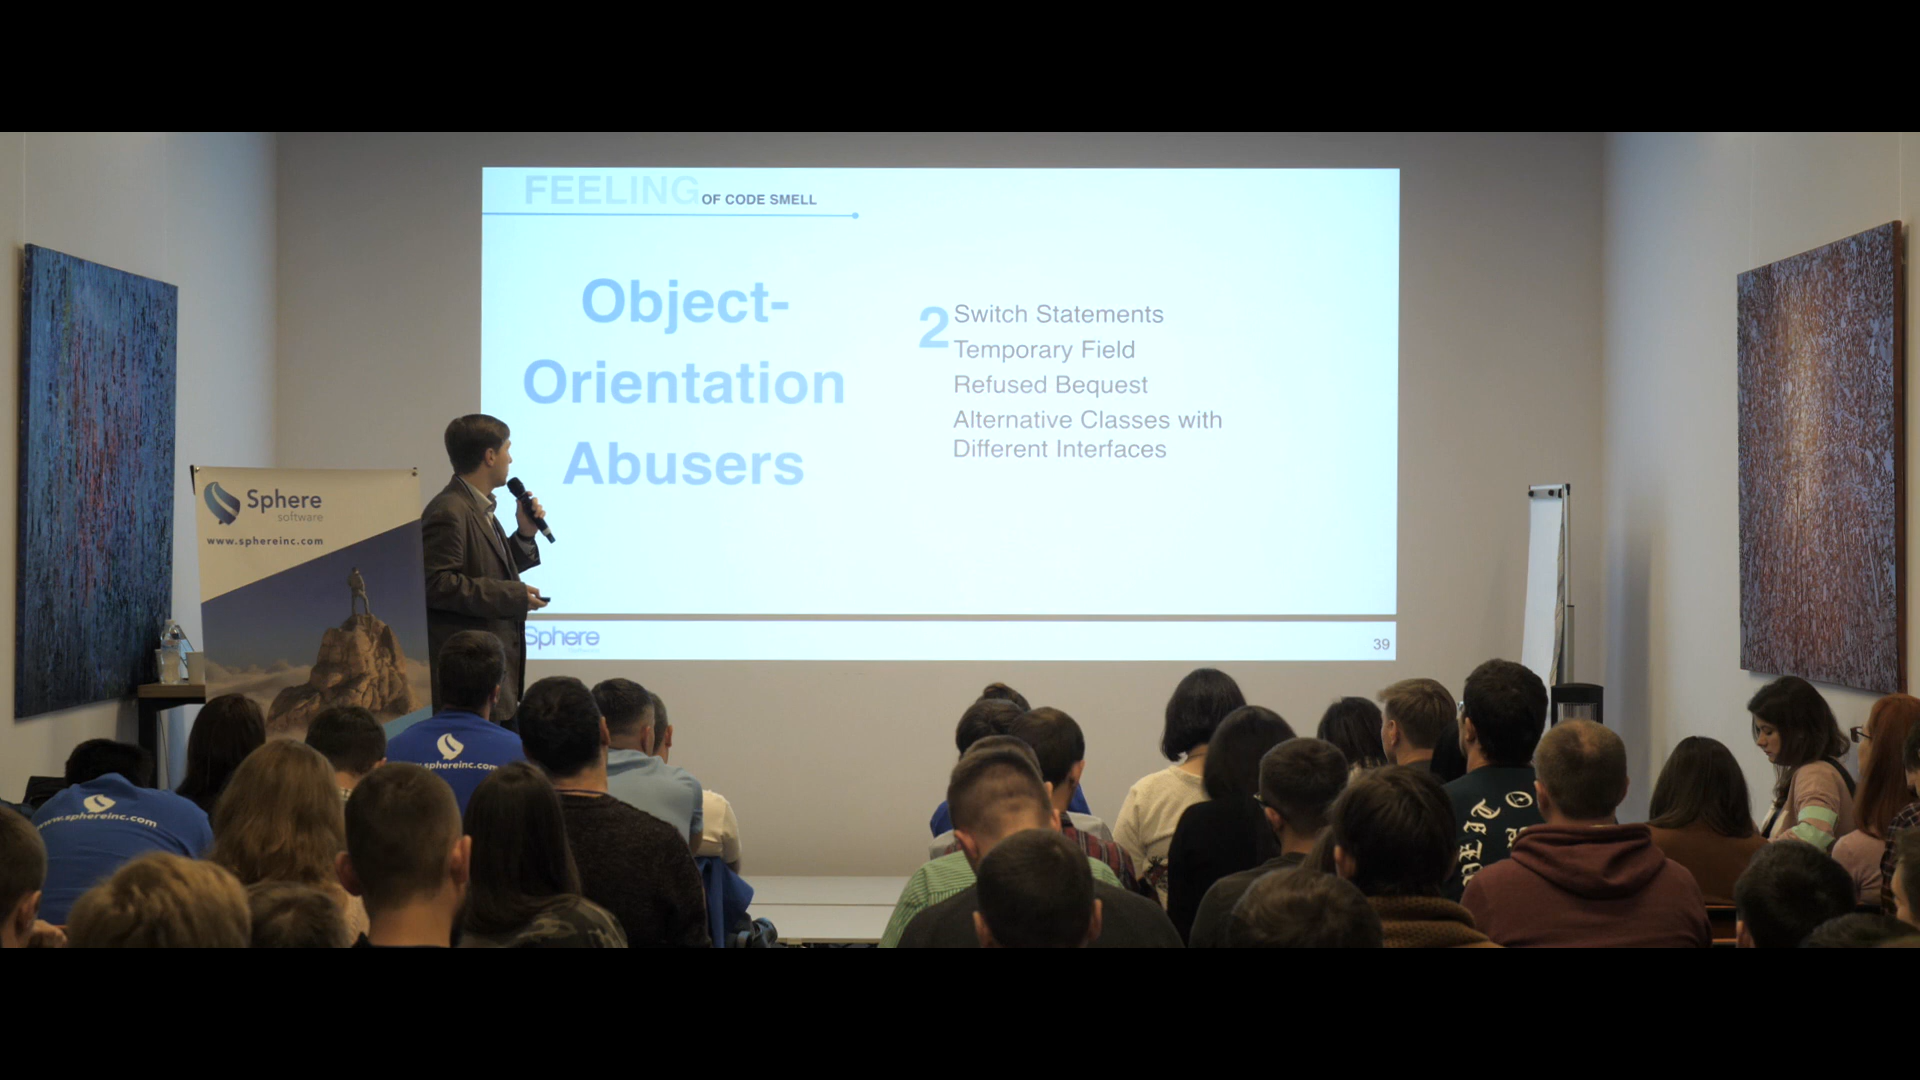 FEELING OF CODE SMELL
Object-
Orientation
Abusers
2
Switch Statements
Temporary Field
Refused Bequest
Alternative Classes with
Different Interfaces
Sphere
39
Sphere
software
www.sphereinc.com
sphereinc.com
www.sphereinc.com